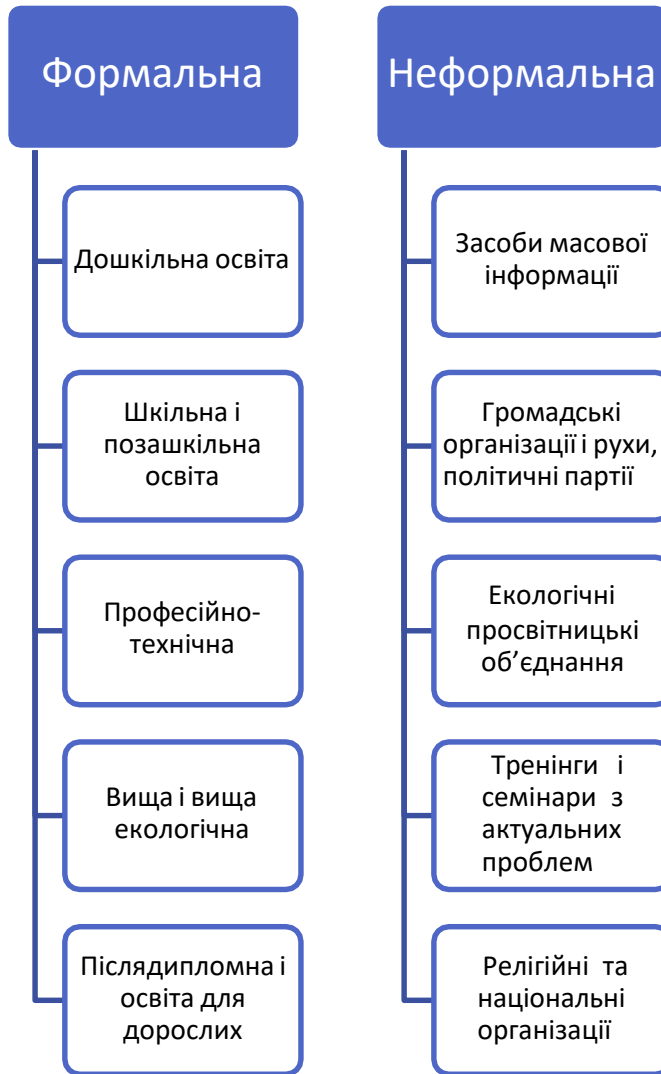 Формальна
Дошкільна освіта
Шкільна і
позашкільна
освіта
Професійно-
технічна
Вища і вища
екологічна
Післядипломна і
освіта для
дорослих
Неформальна
Засоби масової
інформації
Громадські
організації і рухи,
політичні партії
Екологічні
просвітницькі
об’єднання
Тренінги і
семінари з
актуальних
проблем
Релігійні та
національні
організації